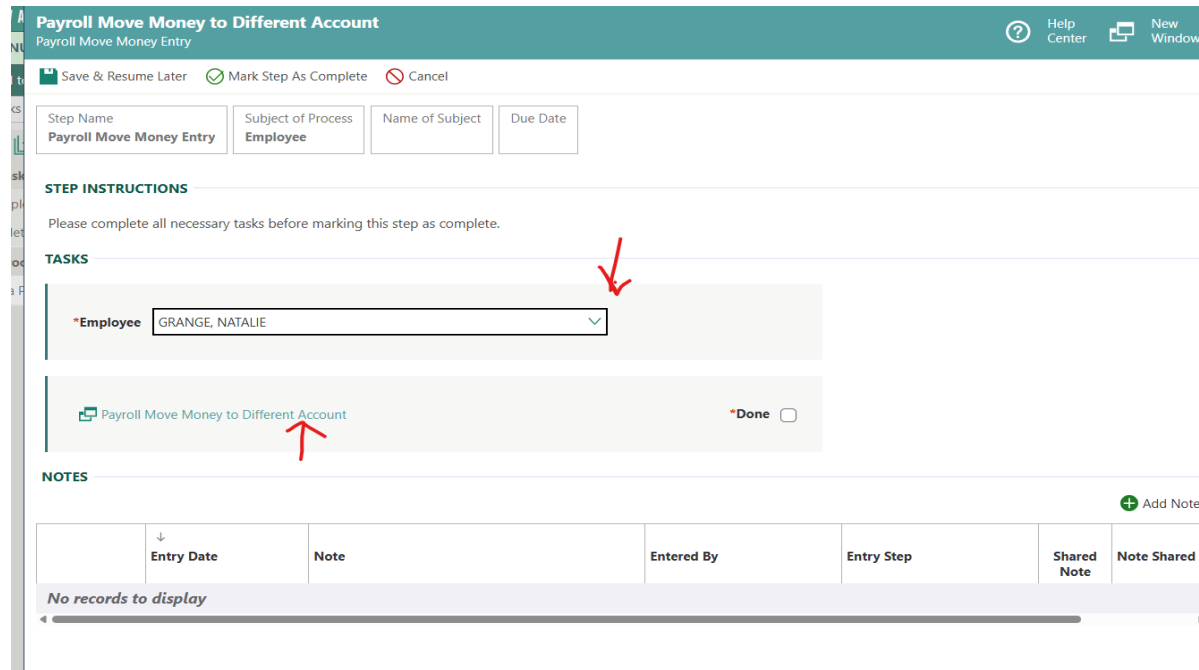 Payroll Move Money to Different Account
Payroll Move Money Entry
Help
Center
New
Window
Save & Resume Later
Mark Step As Complete
Cancel
Step Name
Payroll Move Money Entry
Subject of Process
Employee
Name of Subject
Due Date
STEP INSTRUCTIONS
Please complete all necessary tasks before marking this step as complete.
TASKS
*Employee GRANGE, NATALIE
Payroll Move Money to Different Account
*Done
NOTES
Add Note
Entry Date
Note
Entered By
Entry Step
Shared
Note
Note Shared
No records to display